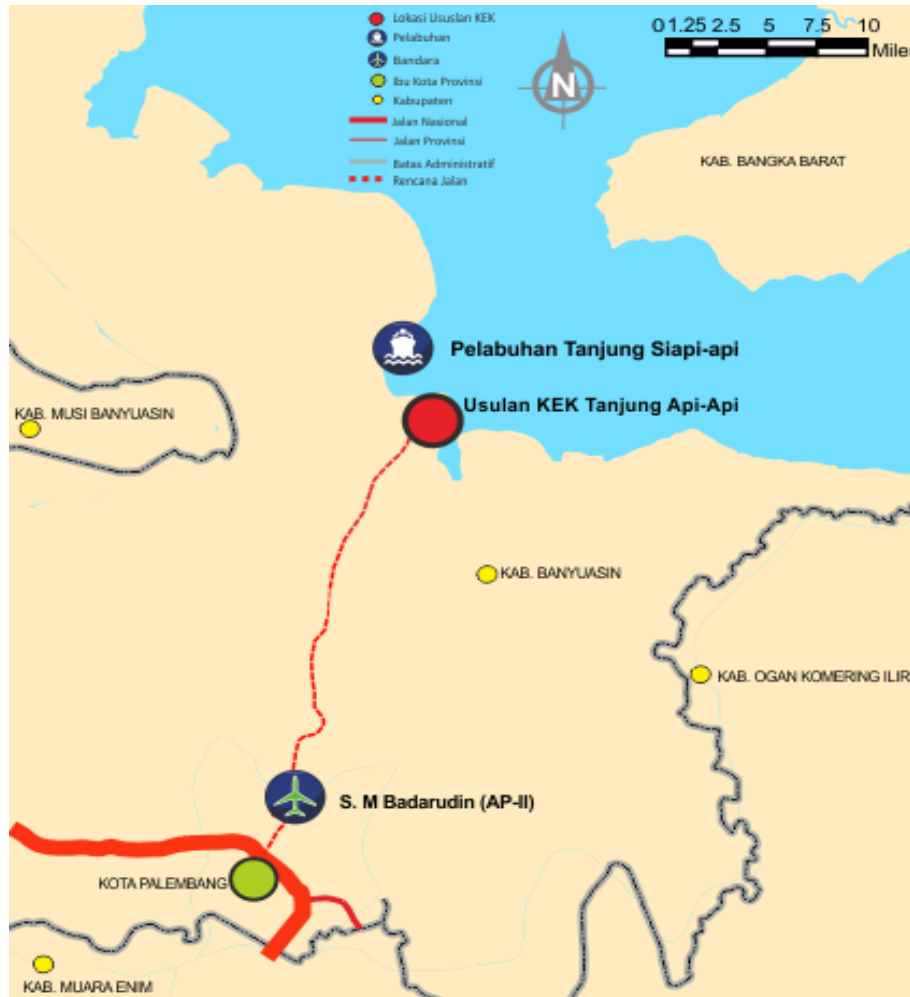 Lokasi Ususlan KEK
Pelabuhan
Bandara
Ibu Kota Provinsi
Kabupaten
Jalan Nasional
Jalan Provinsi
Batas Administratif
Rencana Jalan
N
0 1.25 2.5 5 7.5 10
Miles
KAB. BANGKA BARAT
Pelabuhan Tanjung Siapi-api
Usulan KEK Tanjung Api-Api
KAB. MUSI BANYUASIN
KAB. BANYUASIN
KAB. OGAN KOMERING ILIR
S. M Badarudin (AP-II)
KOTA PALEMBANG
KAB. MUARA ENIM